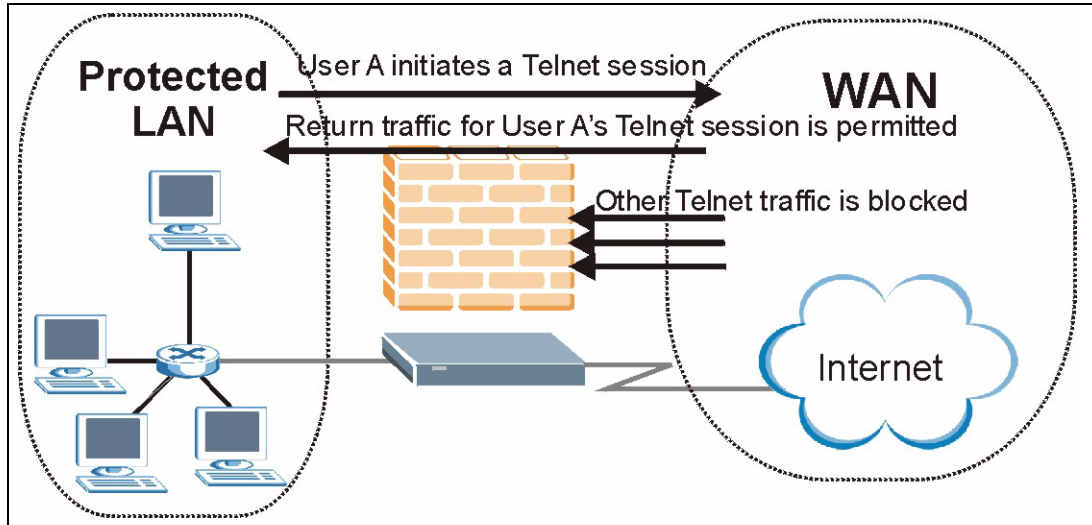 Protected
LAN
User A initiates a Telnet session
WAN
Return traffic for User A's Telnet session is permitted
Other Telnet traffic is blocked
Internet